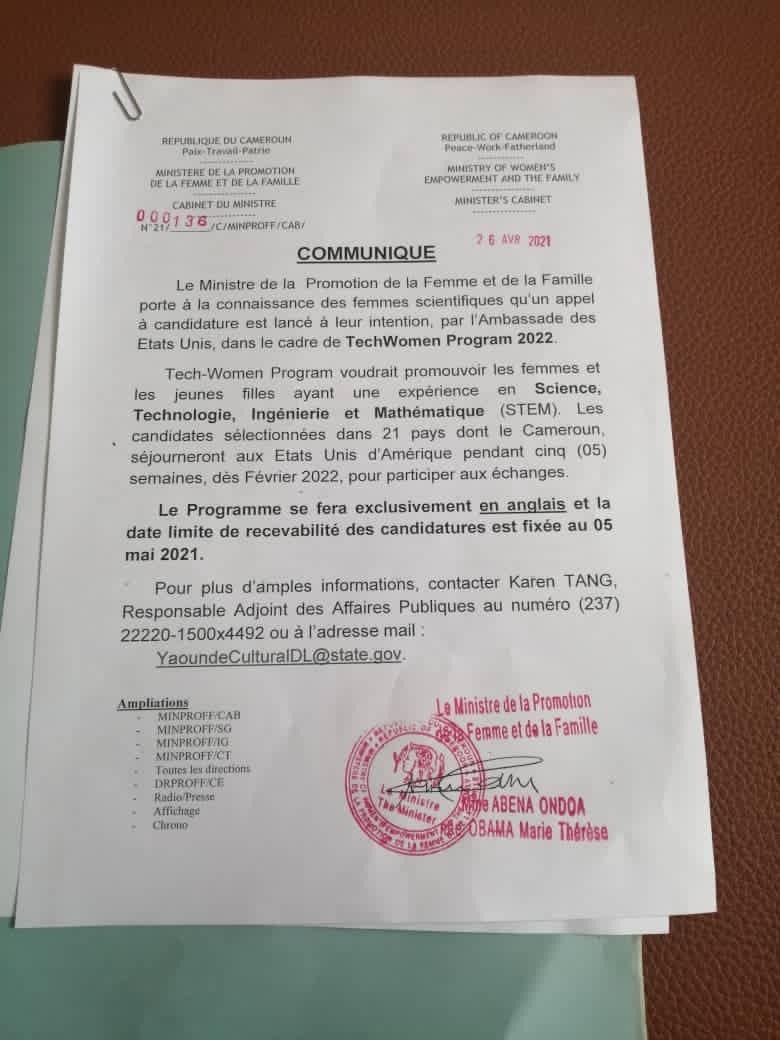 REPUBLIQUE DU CAMEROUN
Paix-Travail-Patrie
--------------
MINISTERE DE LA PROMOTION
DE LA FEMME ET DE LA FAMILLE
----------------
CABINET DU MINISTRE
----------------
N°21/000136/C/MINPROFF/CAB/
REPUBLIC OF CAMEROON
Peace-Work-Fatherland
-------------
MINISTRY OF WOMEN'S
EMPOWERMENT AND THE FAMILY
----------------
MINISTER'S CABINET
----------------
26 AVR 2021
COMMUNIQUE
Le Ministre de la Promotion de la Femme et de la Famille
porte à la connaissance des femmes scientifiques qu'un appel
à candidature est lancé à leur intention, par l'Ambassade des
Etats Unis, dans le cadre de TechWomen Program 2022.
Tech-Women Program voudrait promouvoir les femmes et
les jeunes filles ayant une expérience en Science,
Technologie, Ingénierie et Mathématique (STEM). Les
candidates sélectionnées dans 21 pays dont le Cameroun,
séjourneront aux Etats Unis d'Amérique pendant cinq (05)
semaines, dès Février 2022, pour participer aux échanges.
Le Programme se fera exclusivement en anglais et la
date limite de recevabilité des candidatures est fixée au 05
mai 2021.
Pour plus d'amples informations, contacter Karen TANG,
Responsable Adjoint des Affaires Publiques au numéro (237)
22220-1500x4492 ou à l'adresse mail :
YaoundeCulturalDL@state.gov.
Ampliations
- MINPROFF/CAB
- MINPROFF/SG
- MINPROFF/IG
- MINPROFF/CT
- Toutes les directions
- DRPROFF/CE
- Radio/Presse
- Affichage
- Chrono
Le Ministre de la Promotion
Femme et de la Famille
Le Ministre
The Minister
Mme ABENA ONDOA
OBAMA Marie Thérèse